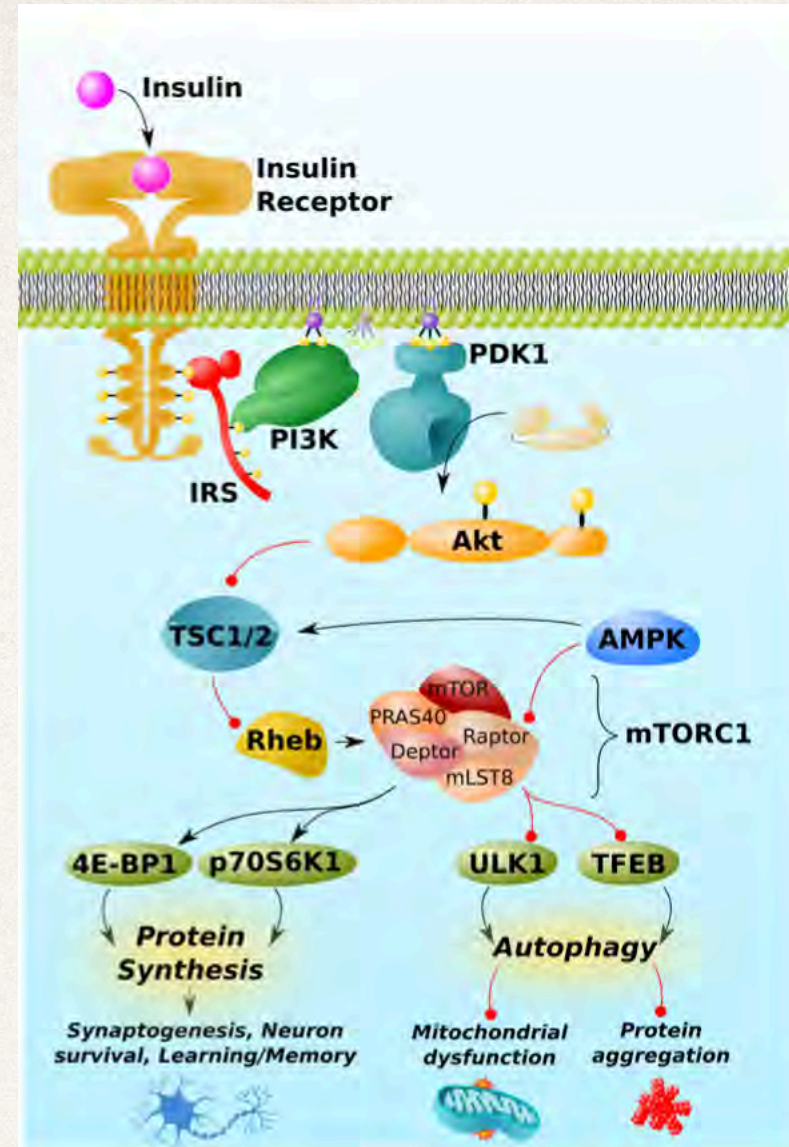 Insulin
Insulin
Receptor
PDK1
PI3K
IRS
Akt
TSC1/2
AMPK
mTOR
PRAS40
Raptor
Rheb
Deptor
mTORC1
mLST8
4E-BP1
p70S6K1
ULK1
TFEB
Protein
Synthesis
Autophagy
Synaptogenesis, Neuron
survival, Learning/Memory
Mitochondrial
dysfunction
Protein
aggregation